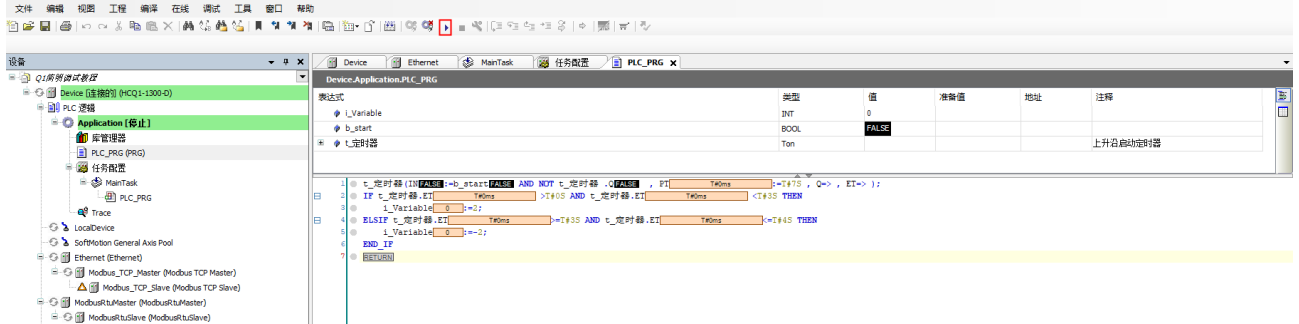 文件 编辑 视图 工程 编译 在线 调试 工具 窗口 帮助
设备
Q1简明调试教程
Device [连接的] (HCQ1-1300-D)
PLC 逻辑
Application [停止]
库管理器
PLC_PRG (PRG)
任务配置
MainTask
PLC_PRG
Trace
LocalDevice
SoftMotion General Axis Pool
Ethernet (Ethernet)
Modbus_TCP_Master (Modbus TCP Master)
Modbus_TCP_Slave (Modbus TCP Slave)
ModbusRtuMaster (ModbusRtuMaster)
ModbusRtuSlave (ModbusRtuSlave)
Device Ethernet MainTask 任务配置 PLC_PRG
Device.Application.PLC_PRG
表达式 类型 值 准备值 地址 注释
i_Variable INT 0
b_start BOOL FALSE
t_定时器 Ton 上升沿启动定时器
1 t_定时器(IN FALSE :=b_start FALSE AND NOT t_定时器 .Q FALSE , PT T#0ms :=T#7S , Q=> , ET=> );
2 IF t_定时器.ET T#0ms >T#0S AND t_定时器.ET T#0ms <T#3S THEN
3 i_Variable 0 :=2;
4 ELSIF t_定时器.ET T#0ms >=T#3S AND t_定时器.ET T#0ms <=T#4S THEN
5 i_Variable 0 :=-2;
6 END_IF
7 RETURN